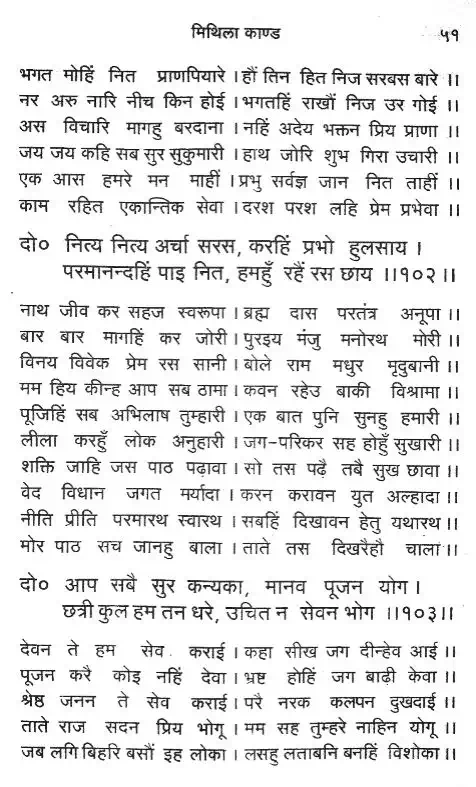 मिथिला काण्ड ५१
भगत मोहिं नित प्राणपियारे । हौं तिन हित निज सरबस बारे ।।
नर अरु नारि नीच किन होई । भगतहिं राखौं निज उर गोई ।।
अस विचारि मागहु बरदाना । नहिं अदेय भक्तन प्रिय प्राणा ।।
जय जय कहि सब सुर सुकुमारी । हाथ जोरि शुभ गिरा उचारी ।।
एक आस हमरे मन माहीं । प्रभु सर्वज्ञ जान नित ताहीं ।।
काम रहित एकान्तिक सेवा । दरश परश लहि प्रेम प्रभेवा ।।
दो० नित्य नित्य अर्चा सरस, करहिं प्रभो हुलसाय ।
परमानन्दहिं पाइ नित, हमहुँ रहैं रस छाय ।।१०२।।
नाथ जीव कर सहज स्वरूपा । ब्रह्म दास परतंत्र अनूपा ।।
बार बार मागहिं कर जोरी । पुरइय मंजु मनोरथ मोरी ।।
विनय विवेक प्रेम रस सानी । बोले राम मधुर मृदुबानी ।।
मम हिय कीन्ह आप सब ठामा । कवन रहेउ बाकी विश्रामा ।।
पूजिहिं सब अभिलाष तुम्हारी । एक बात पुनि सुनहु हमारी ।।
लीला करहुँ लोक अनुहारी । जग-परिकर सह होहुँ सुखारी ।।
शक्ति जाहि जस पाठ पढ़ावा । सो तस पढ़ै तबै सुख छावा ।।
वेद विधान जगत मर्यादा । करन करावन युत अल्हादा ।।
नीति प्रीति परमारथ स्वारथ । सबहिं दिखावन हेतु यथारथ ।।
मोर पाठ सच जानहु बाला । ताते तस दिखरैहौ चाला ।।
दो० आप सबै सुर कन्यका, मानव पूजन योग ।
छत्री कुल हम तन धरे, उचित न सेवन भोग ।।१०३।।
देवन ते हम सेव कराई । कहा सीख जग दीन्हेव आई ।।
पूजन करै कोइ नहिं देवा । भ्रष्ट होहिं जग बाढ़ी केवा ।।
श्रेष्ठ जनन ते सेव कराई । परै नरक कलपन दुखदाई ।।
ताते राज सदन प्रिय भोगू । मम सह तुम्हरे नाहिन योगू ।।
जब लगि बिहरि बसौं इह लोका । लसहु लताबनि बनहिं विशोका ।।